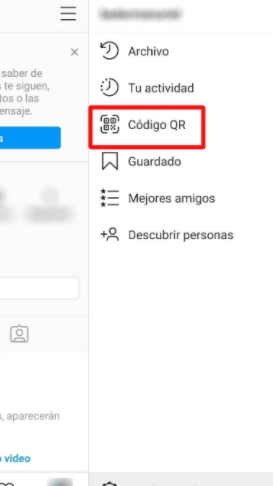 Archivo
saber de
te siguen,
tos o las
ensaje.
Tu actividad
s
Código QR
Guardado
Mejores amigos
Descubrir personas
s, aparecerán
video